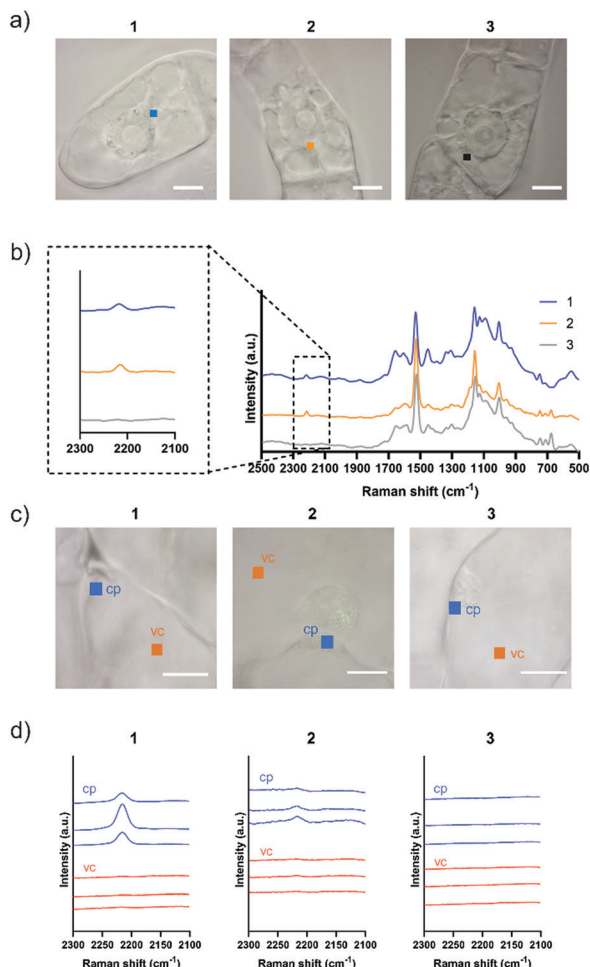 a)
1 2 3
b)
2300 2200 2100
Intensity (a.u.)
1
2
3
2500 2300 2100 1900 1700 1500 1300 1100 900 700 500
Raman shift (cm-1)
c)
1 2 3
cp
vc
vc
cp
cp
vc
d)
1 2 3
Intensity (a.u.)
cp
vc
2300 2250 2200 2150 2100
Raman shift (cm-1)
Intensity (a.u.)
cp
vc
2300 2250 2200 2150 2100
Raman shift (cm-1)
Intensity (a.u.)
cp
vc
2300 2250 2200 2150 2100
Raman shift (cm-1)